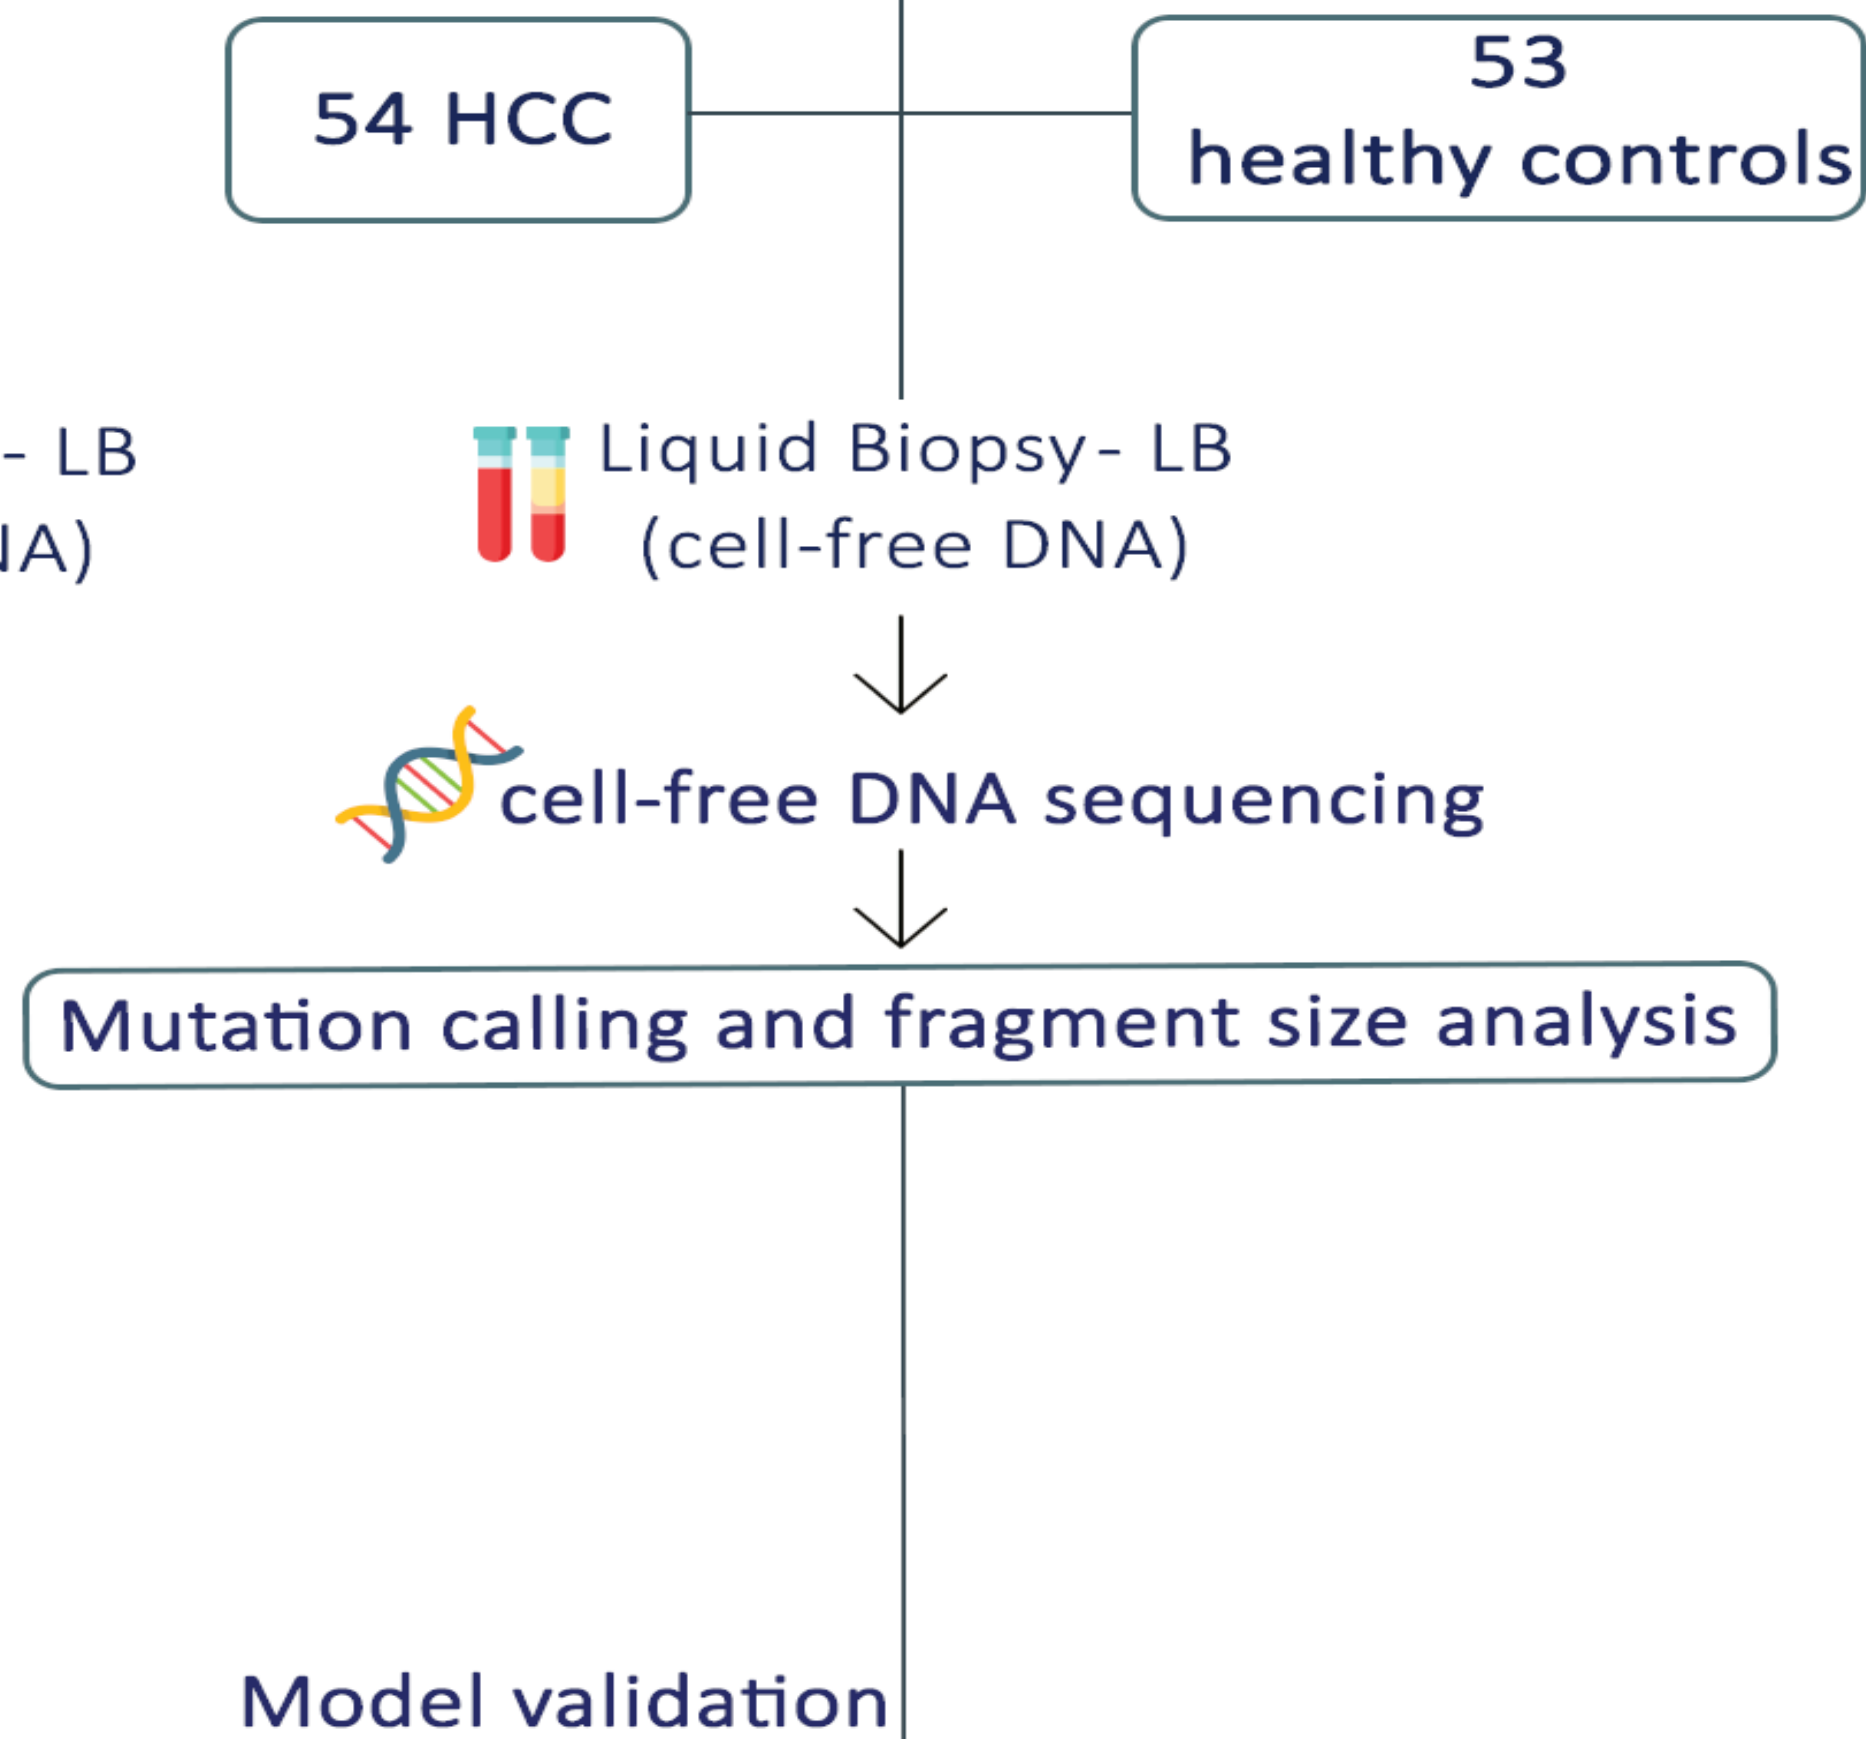 54 HCC
53
healthy controls
- LB
Liquid Biopsy- LB
(cell-free DNA)
cell-free DNA sequencing
Mutation calling and fragment size analysis
Model validation